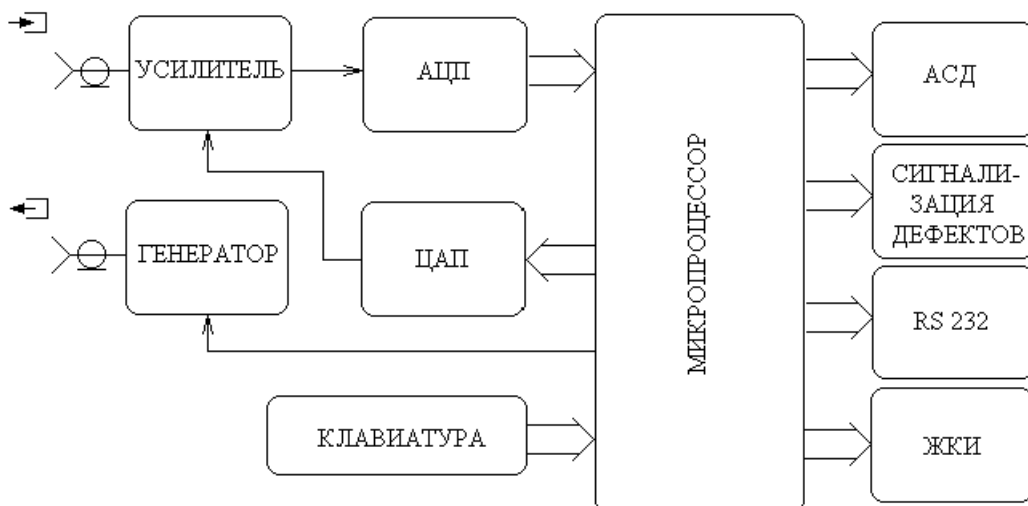 УСИЛИТЕЛЬ
АЦП
АСД
СИГНАЛИ-
ЗАЦИЯ
ДЕФЕКТОВ
ГЕНЕРАТОР
ЦАП
МИКРОПРОЦЕССОР
RS 232
КЛАВИАТУРА
ЖКИ